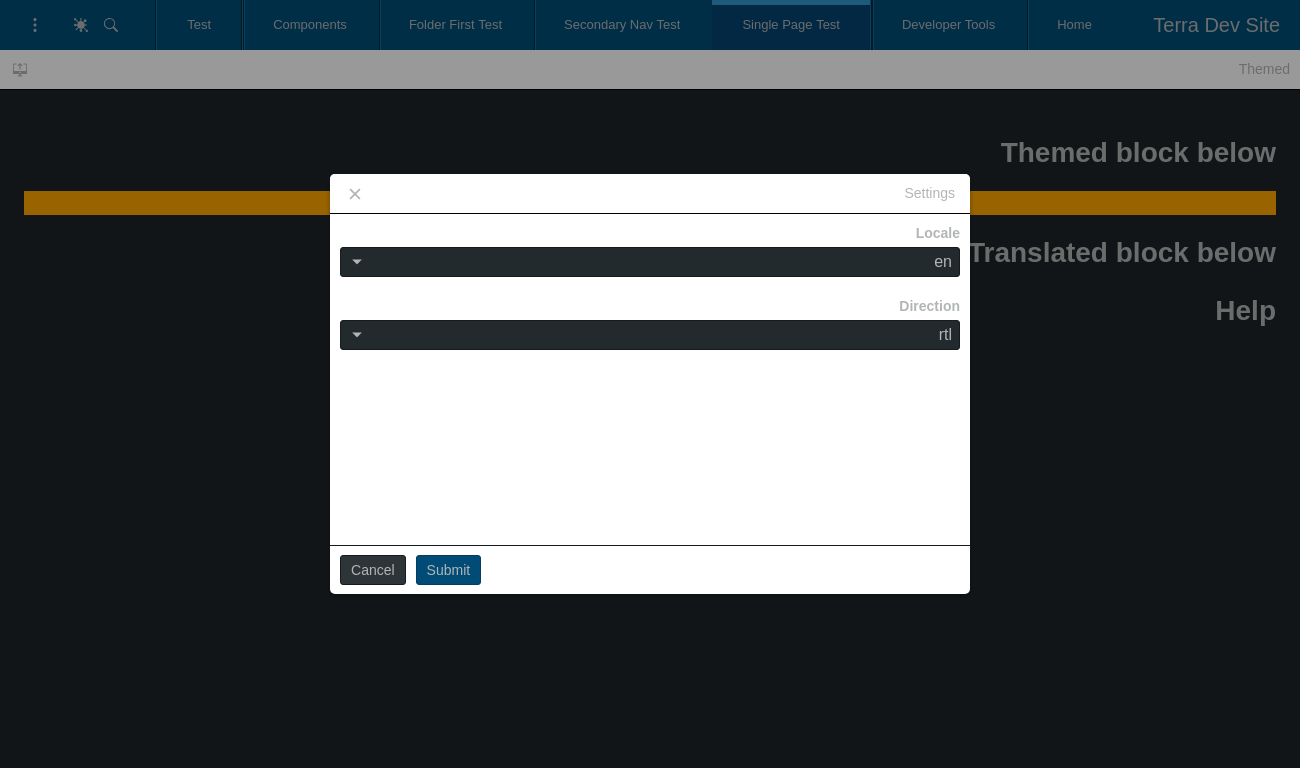 Terra Dev Site
Home
Developer Tools
Single Page Test
Secondary Nav Test
Folder First Test
Components
Test
Themed
Themed block below
Translated block below
Help
Settings
Locale
en
Direction
rtl
Cancel
Submit